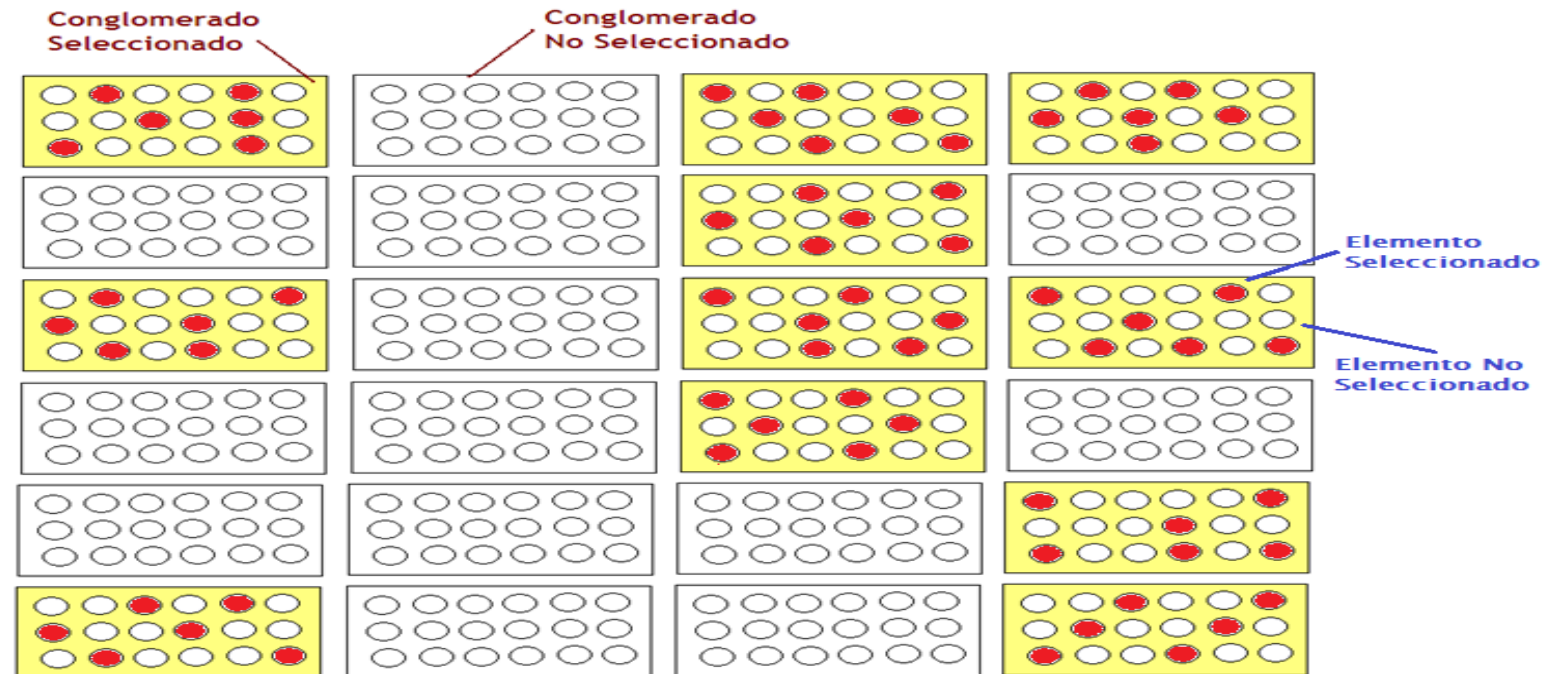 Conglomerado
Seleccionado
Conglomerado
No Seleccionado
Elemento
Seleccionado
Elemento No
Seleccionado